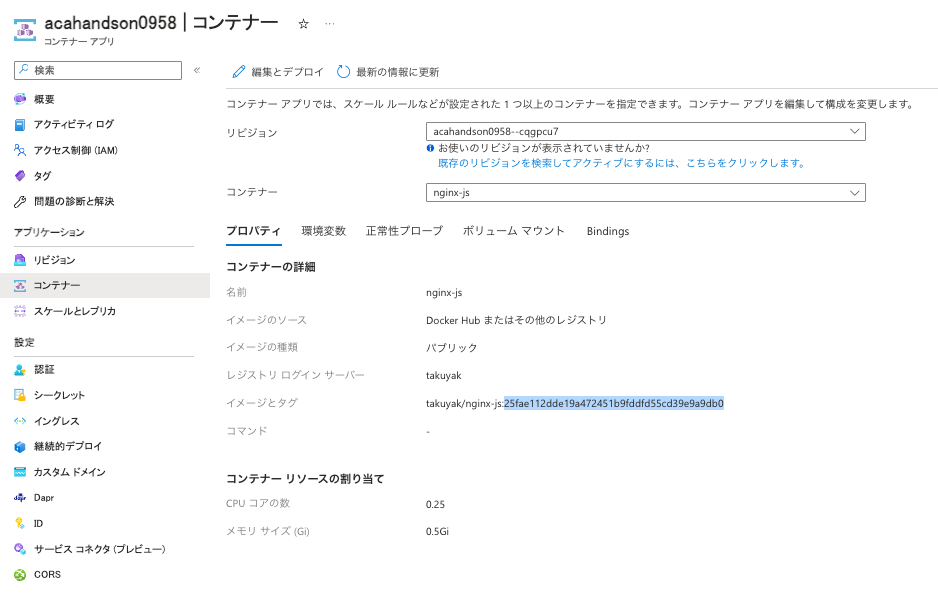 acahandson0958 | コンテナー ☆ …
コンテナー アプリ
検索
«
概要
アクティビティ ログ
アクセス制御 (IAM)
タグ
問題の診断と解決
アプリケーション
リビジョン
コンテナー
スケールとレプリカ
設定
認証
シークレット
イングレス
継続的デプロイ
カスタム ドメイン
Dapr
ID
サービス コネクタ (プレビュー)
CORS
編集とデプロイ 最新の情報に更新
コンテナー アプリでは、スケール ルールなどが設定された 1 つ以上のコンテナーを指定できます。コンテナー アプリを編集して構成を変更します。
リビジョン acahandson0958--cqgpcu7
お使いのリビジョンが表示されていませんか?
既存のリビジョンを検索してアクティブにするには、こちらをクリックします。
コンテナー nginx-js
プロパティ 環境変数 正常性プローブ ボリューム マウント Bindings
コンテナーの詳細
名前 nginx-js
イメージのソース Docker Hub またはその他のレジストリ
イメージの種類 パブリック
レジストリ ログイン サーバー takuyak
イメージとタグ takuyak/nginx-js:25fae112dde19a472451b9fddfd55cd39e9a9db0
コマンド -
コンテナー リソースの割り当て
CPU コアの数 0.25
メモリ サイズ (Gi) 0.5Gi